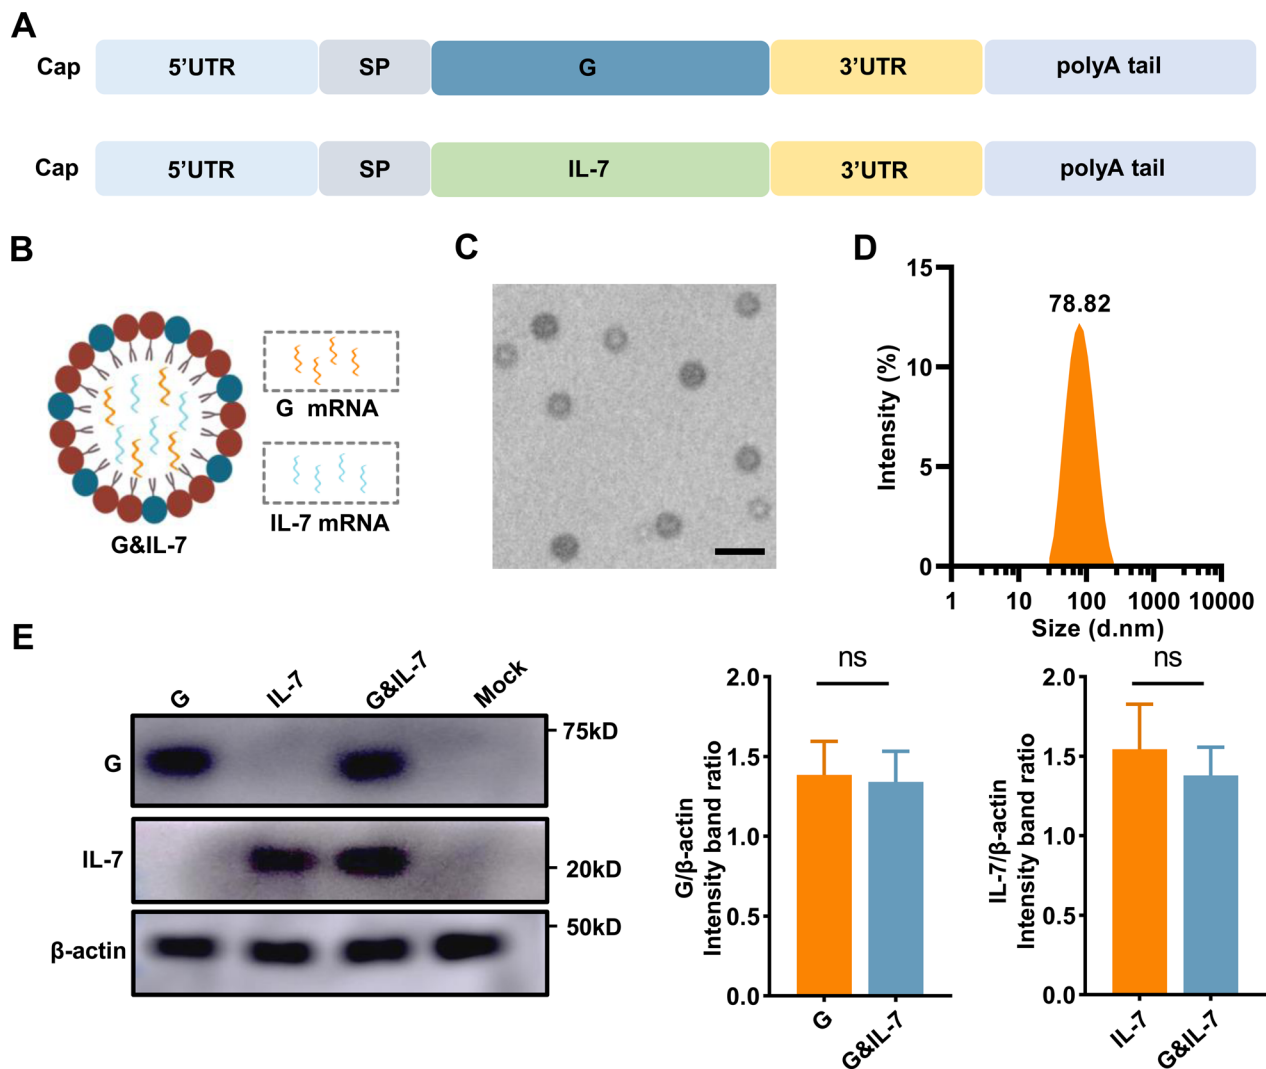 A
Cap 5’UTR SP G 3’UTR polyA tail
Cap 5’UTR SP IL-7 3’UTR polyA tail
B
G mRNA
IL-7 mRNA
G&IL-7
C
D
78.82
Intensity (%)
15
10
5
0
1 10 100 1000 10000
Size (d.nm)
E
G IL-7 G&IL-7 Mock
G
75kD
IL-7
20kD
β-actin
50kD
ns
G/β-actin
Intensity band ratio
2.0
1.5
1.0
0.5
0.0
G G&IL-7
ns
IL-7/β-actin
Intensity band ratio
2.0
1.5
1.0
0.5
0.0
IL-7 G&IL-7